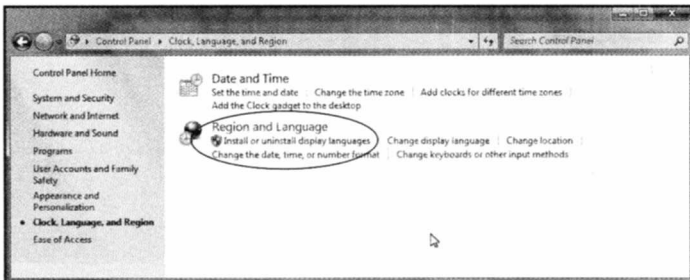 Control Panel ▸ Clock, Language, and Region
Search Control Panel
Control Panel Home
System and Security
Network and Internet
Hardware and Sound
Programs
User Accounts and Family
Safety
Appearance and
Personalization
Clock, Language, and Region
Ease of Access
Date and Time
Set the time and date | Change the time zone | Add clocks for different time zones
Add the Clock gadget to the desktop
Region and Language
Install or uninstall display languages | Change display language | Change location
Change the date, time, or number format | Change keyboards or other input methods